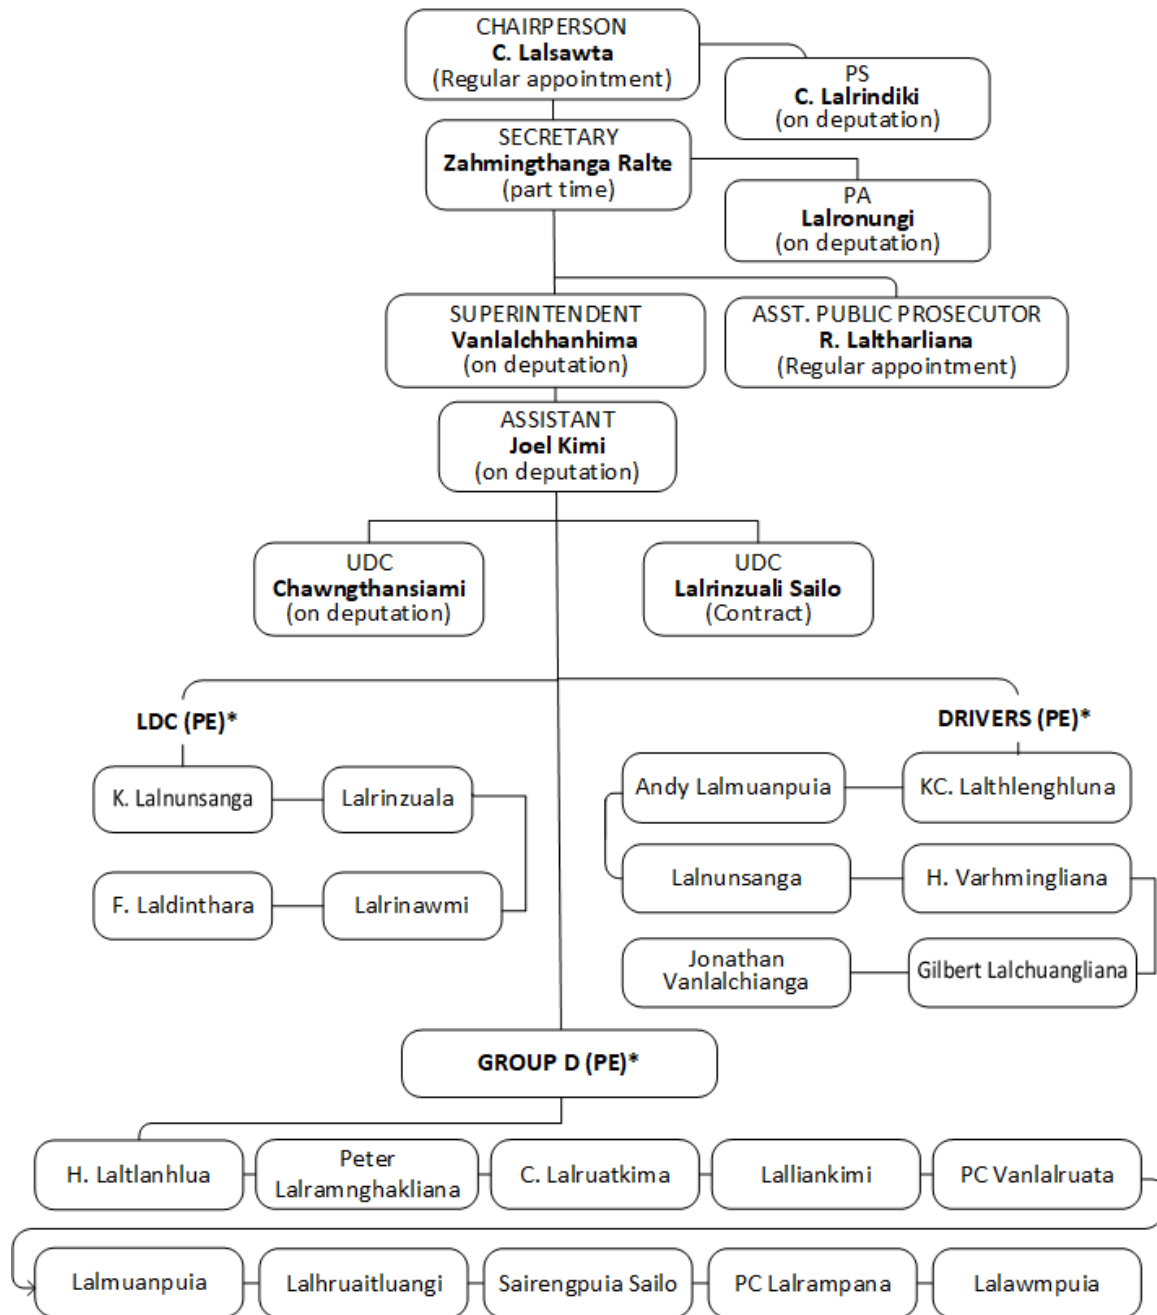 CHAIRPERSON
C. Lalsawta
(Regular appointment)
PS
C. Lalrindiki
(on deputation)
SECRETARY
Zahmingthanga Ralte
(part time)
PA
Lalronungi
(on deputation)
SUPERINTENDENT
Vanlalchhanhima
(on deputation)
ASST. PUBLIC PROSECUTOR
R. Laltharliana
(Regular appointment)
ASSISTANT
Joel Kimi
(on deputation)
UDC
Chawngthansiami
(on deputation)
UDC
Lalrinzuali Sailo
(Contract)
LDC (PE)*
K. Lalnunsanga
Lalrinzuala
F. Laldinthara
Lalrinawmi
DRIVERS (PE)*
Andy Lalmuanpuia
KC. Lalthlenghluna
Lalnunsanga
H. Varhmingliana
Jonathan
Vanlalchianga
Gilbert Lalchuangliana
GROUP D (PE)*
H. Laltlanhlua
Peter
Lalramnghakliana
C. Lalruatkima
Lalliankimi
PC Vanlalruata
Lalmuanpuia
Lalhruaitluangi
Sairengpuia Sailo
PC Lalrampana
Lalawmpuia